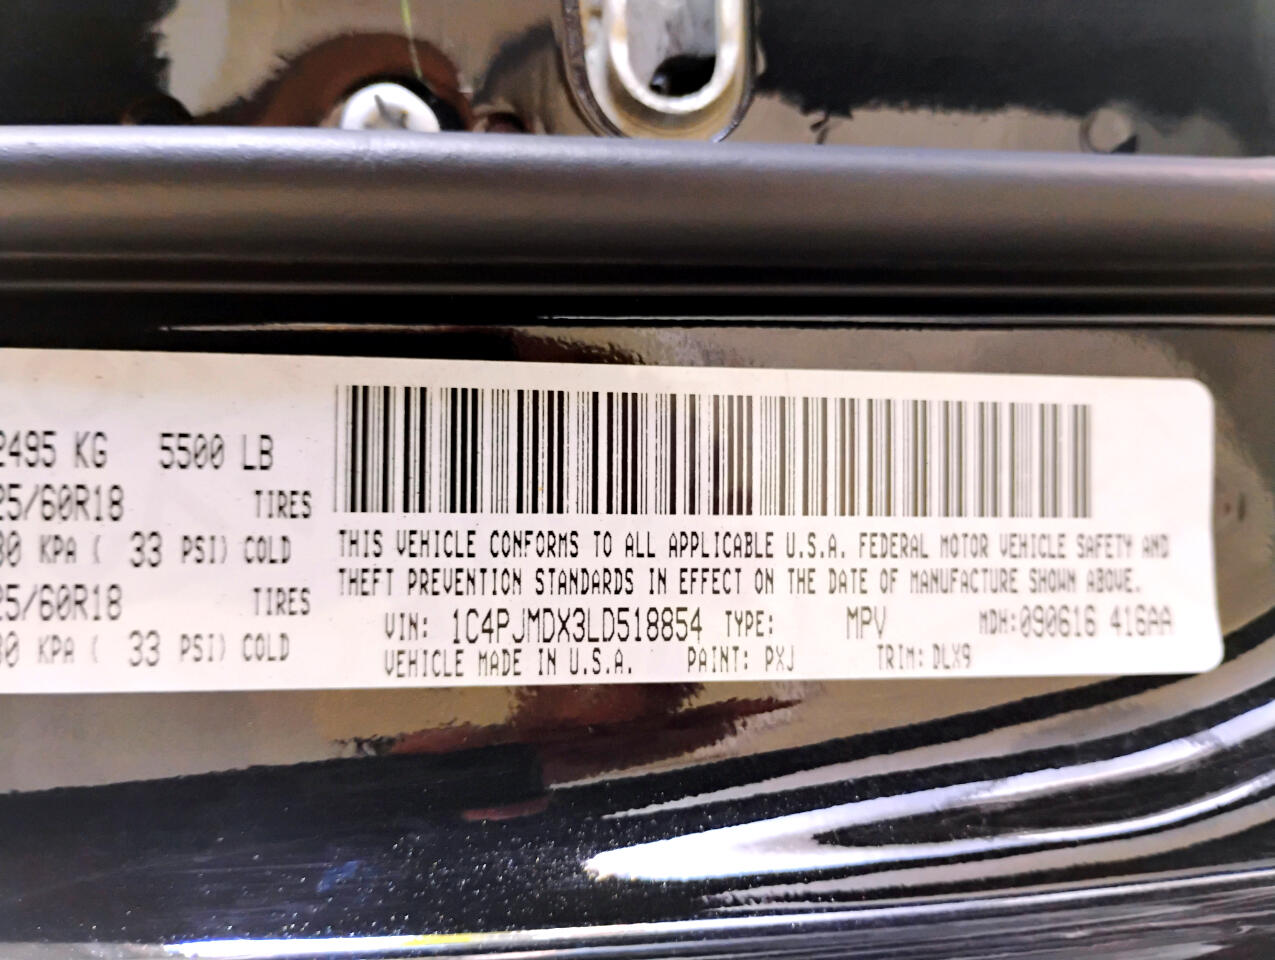 2495 KG 5500 LB
25/60R18 TIRES
30 KPA ( 33 PSI) COLD
25/60R18 TIRES
30 KPA ( 33 PSI) COLD
THIS VEHICLE CONFORMS TO ALL APPLICABLE U.S.A. FEDERAL MOTOR VEHICLE SAFETY AND
THEFT PREVENTION STANDARDS IN EFFECT ON THE DATE OF MANUFACTURE SHOWN ABOVE.
VIN: 1C4PJMDX3LD518854 TYPE: MPV MDH:090616 416AA
VEHICLE MADE IN U.S.A. PAINT: PXJ TRIM: DLX9